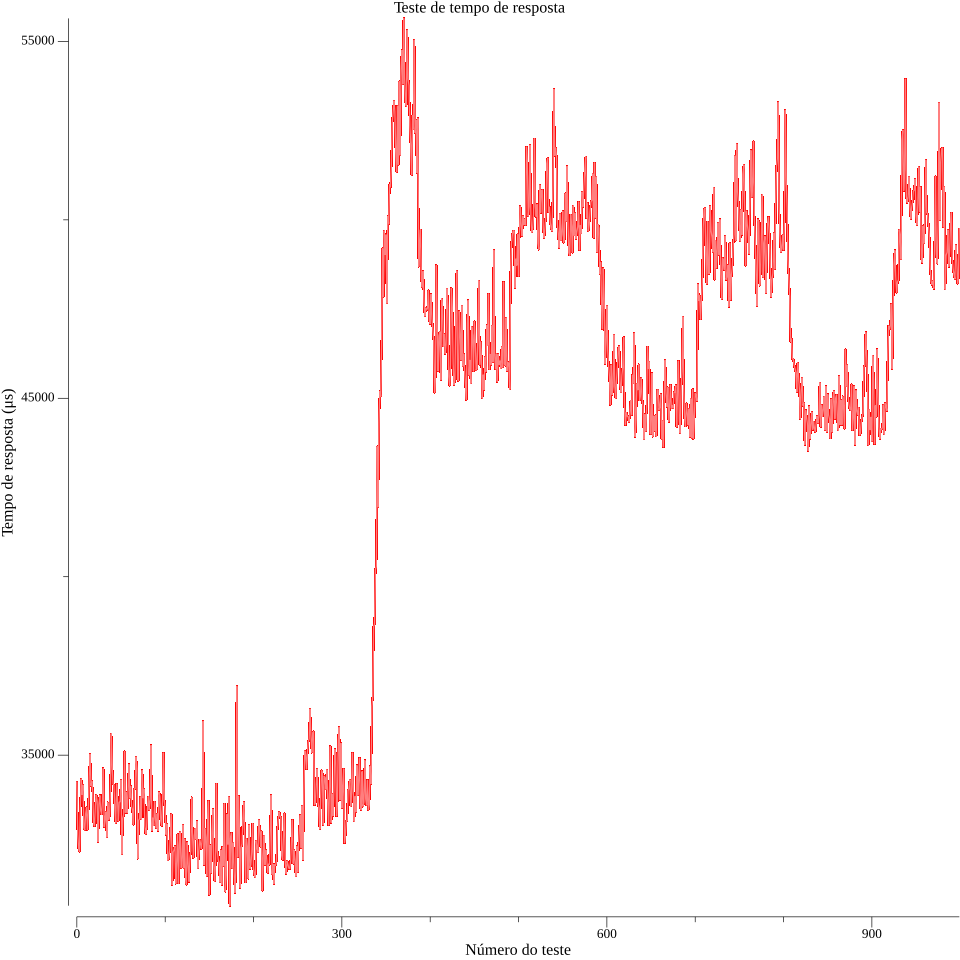 Teste de tempo de resposta
55000
45000
35000
Tempo de resposta (µs)
0
300
600
900
Número do teste